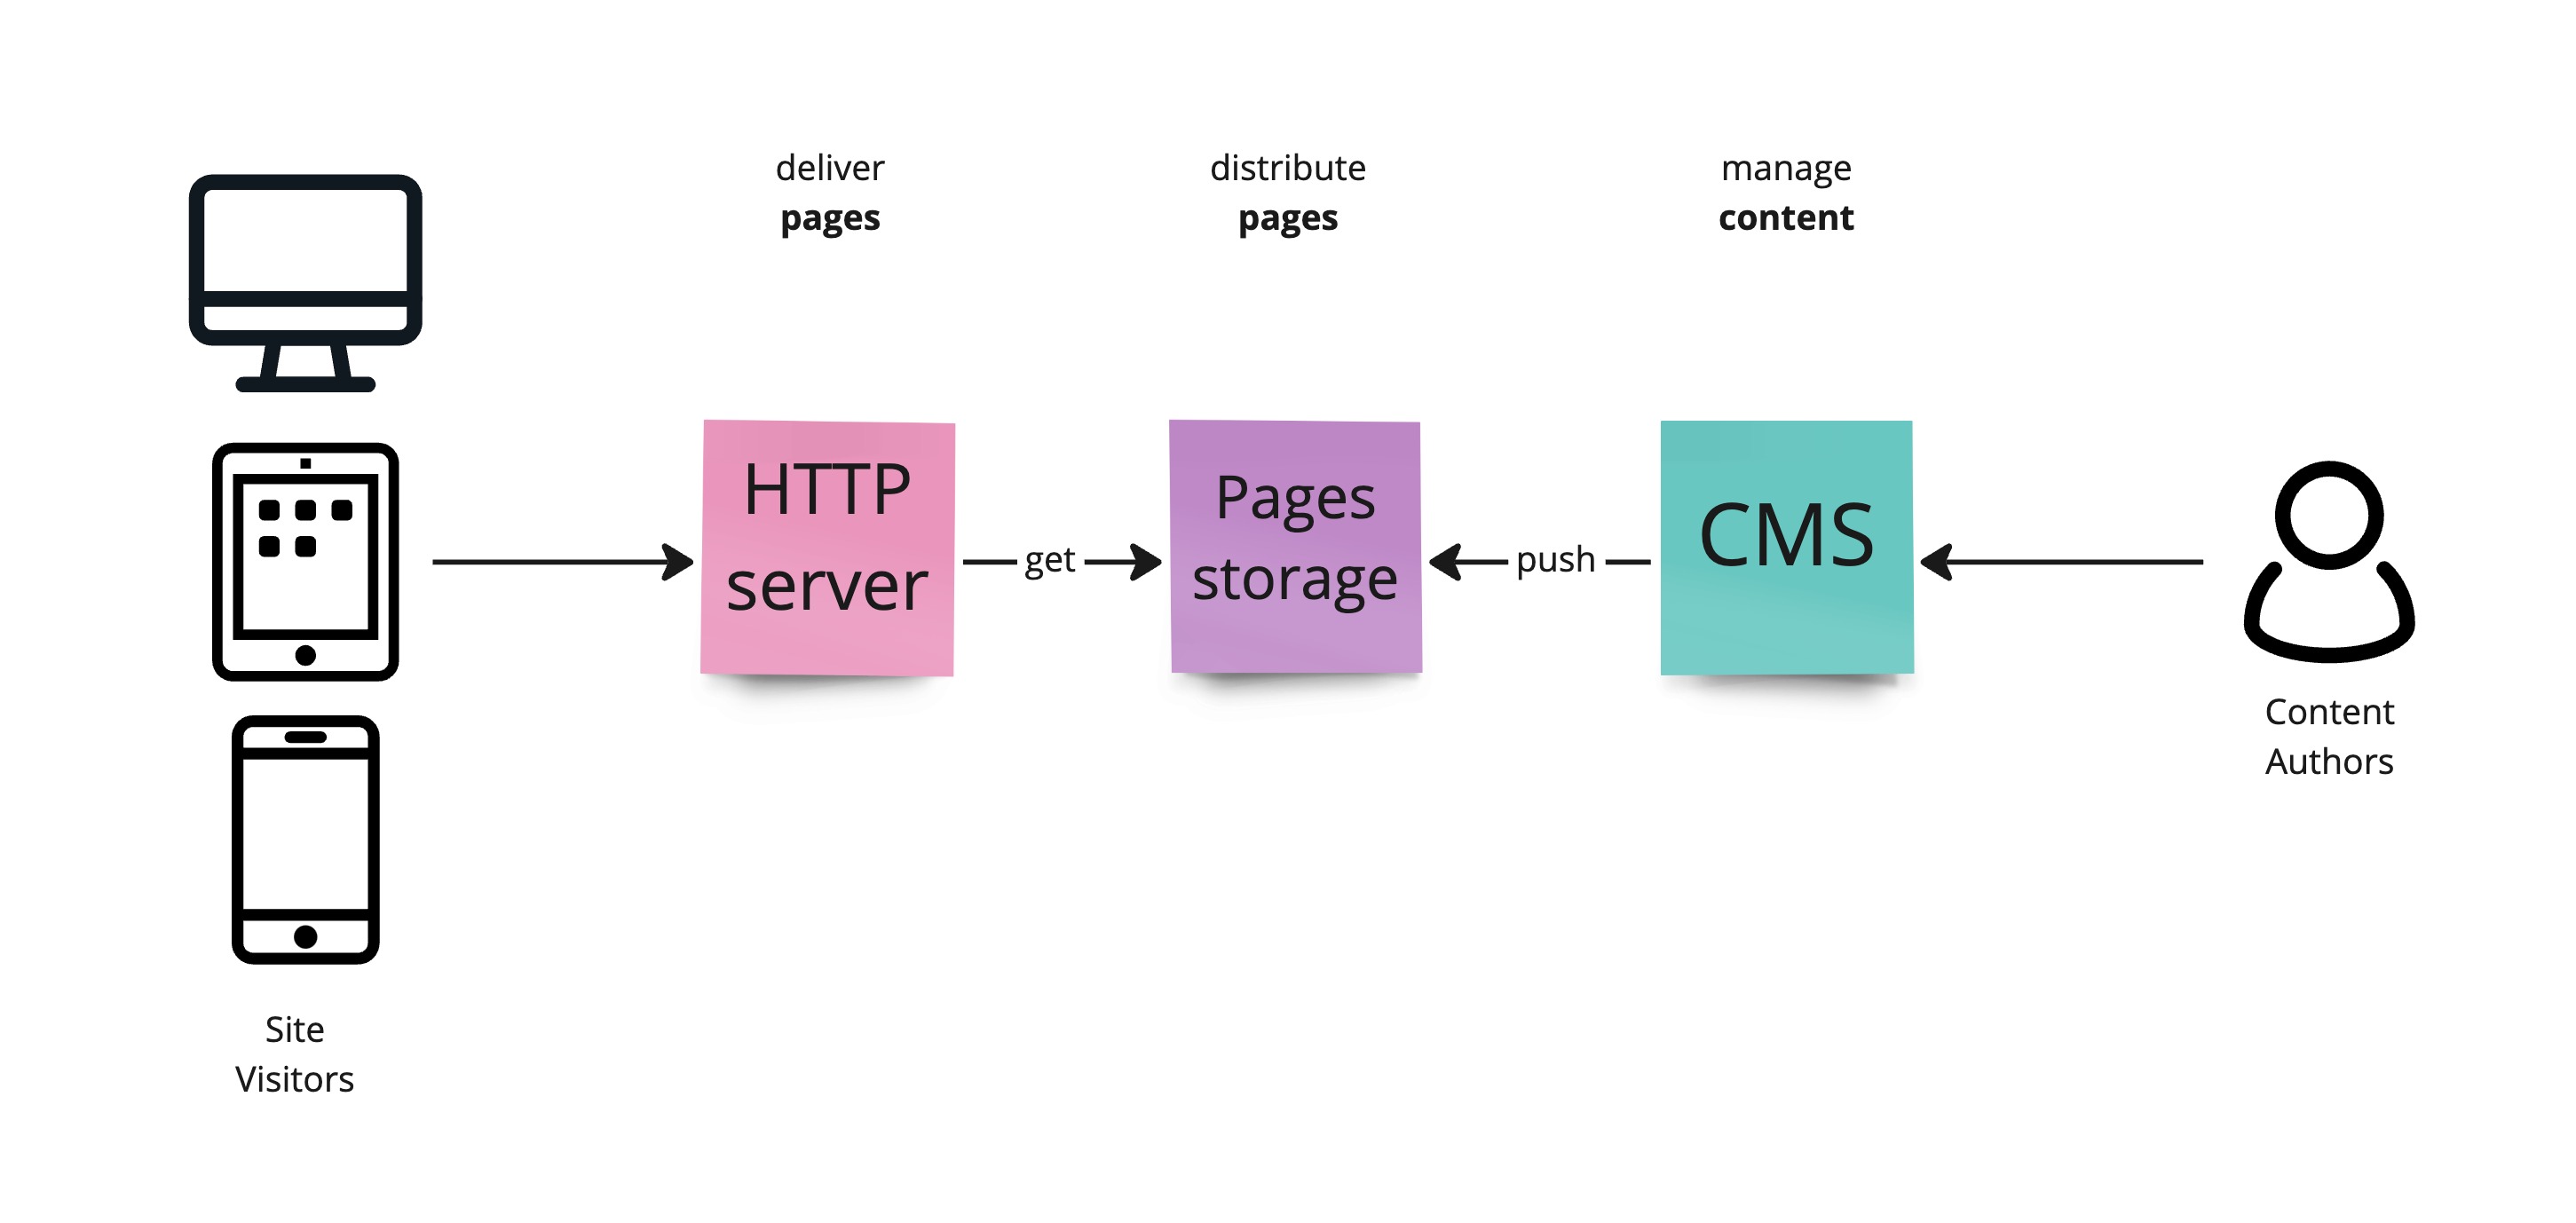 deliver
pages
distribute
pages
manage
content
HTTP
server
get
Pages
storage
push
CMS
Content
Authors
Site
Visitors